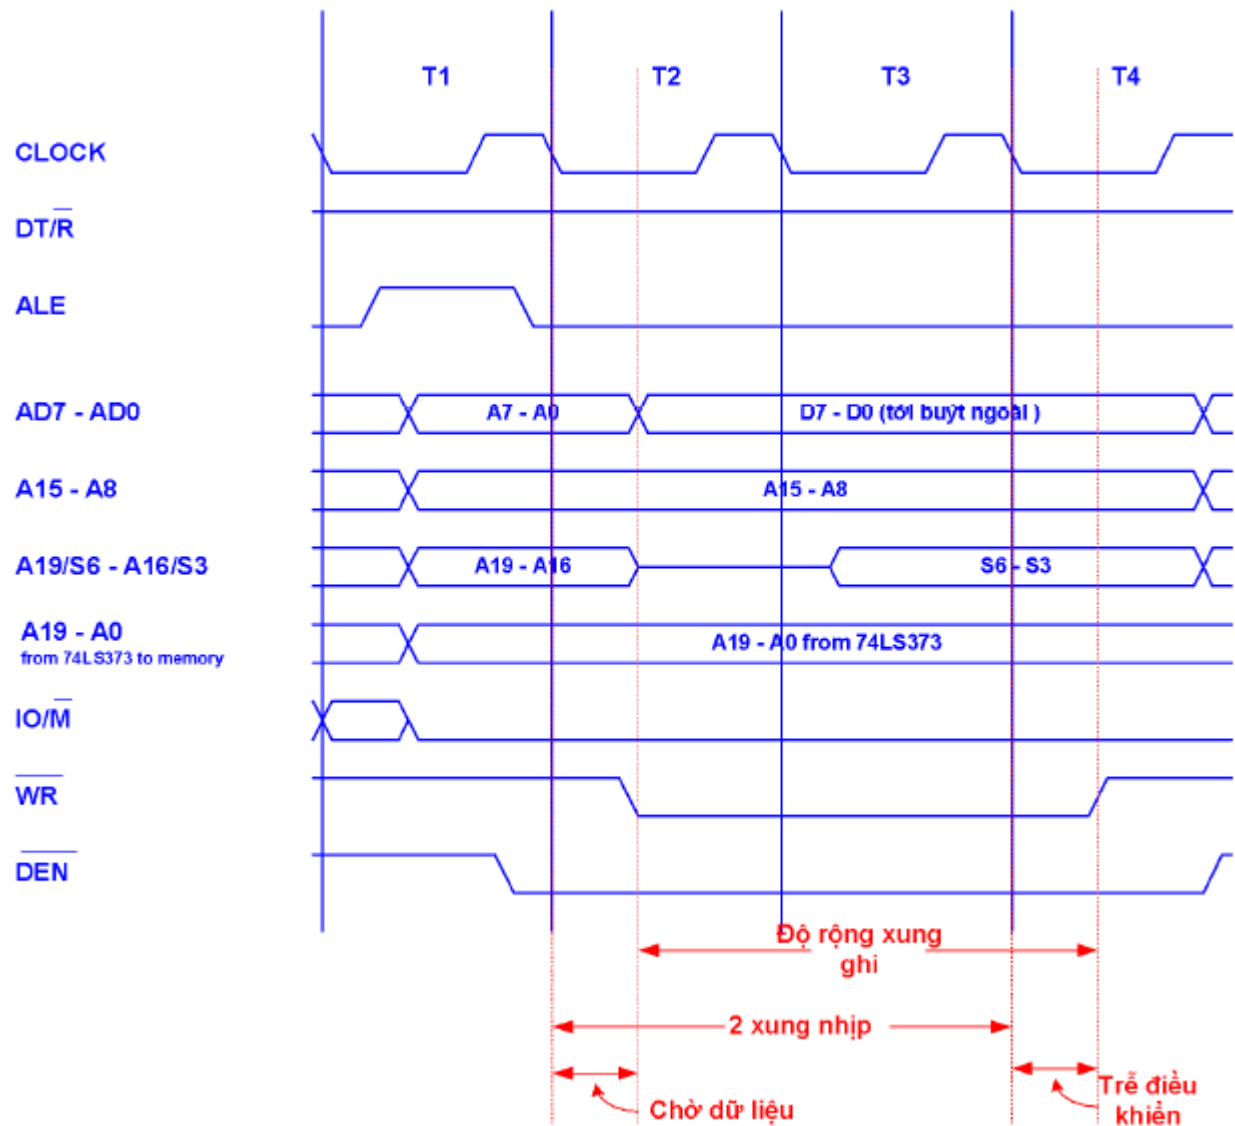 T1 T2 T3 T4
CLOCK
DT/R̅
ALE
AD7 - AD0 A7 - A0 D7 - D0 (tới buýt ngoài )
A15 - A8 A15 - A8
A19/S6 - A16/S3 A19 - A16 S6 - S3
A19 - A0 A19 - A0 from 74LS373
from 74LS373 to memory
IO/M̅
W̅R̅
D̅E̅N̅
Độ rộng xung
ghi
2 xung nhịp
Chờ dữ liệu
Trễ điều
khiển